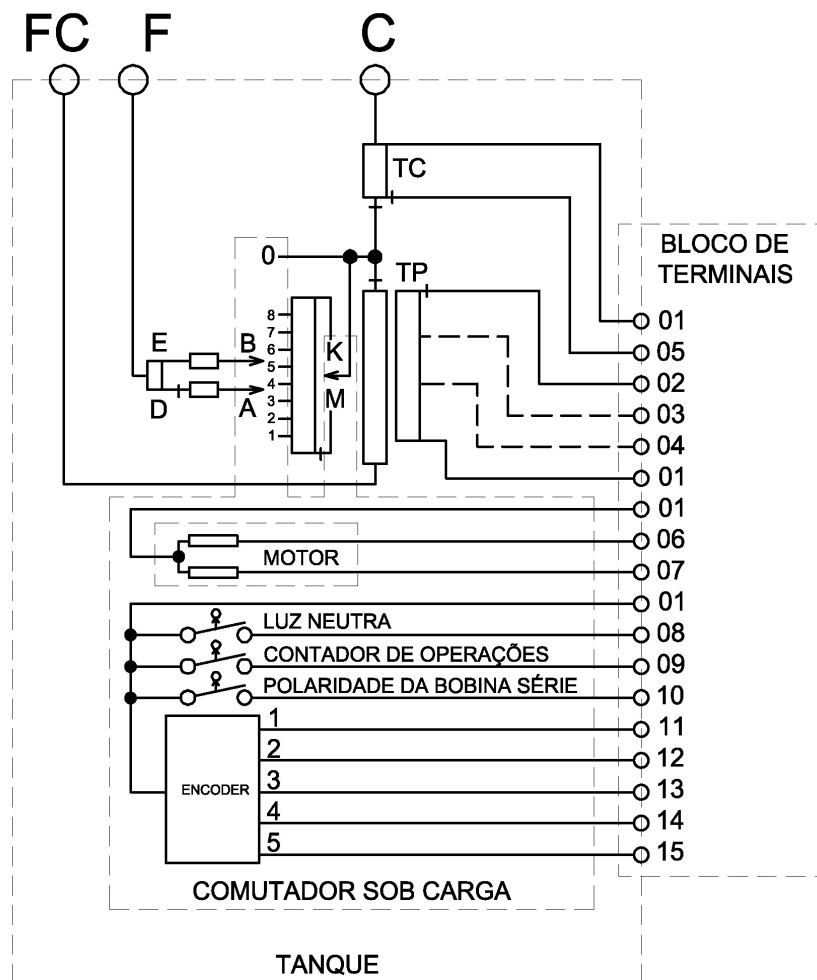 FC F C
TC
BLOCO DE
TERMINAIS
0
TP
01
05
02
03
04
01
01
06
07
01
08
09
10
11
12
13
14
15
8
7
6
5
4
3
2
1
E
B
K
D
A
M
MOTOR
LUZ NEUTRA
CONTADOR DE OPERAÇÕES
POLARIDADE DA BOBINA SÉRIE
1
2
ENCODER
3
4
5
COMUTADOR SOB CARGA
TANQUE